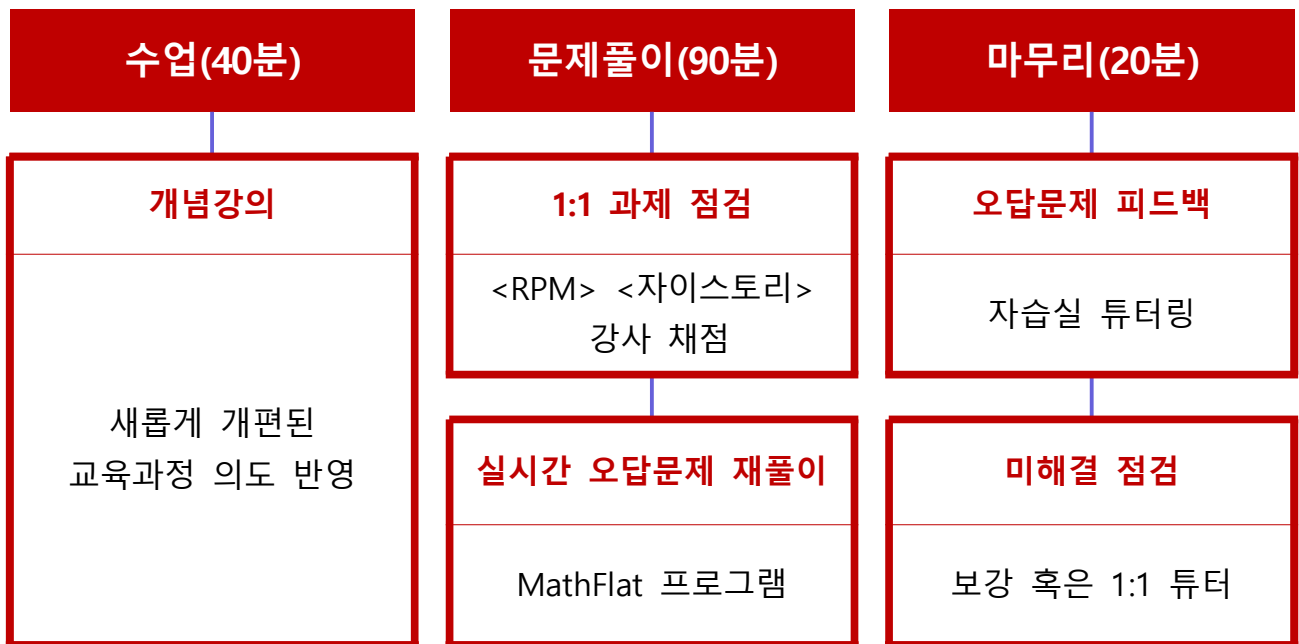 수업(40분)
개념강의
새롭게 개편된
교육과정 의도 반영
문제풀이(90분)
1:1 과제 점검
<RPM> <자이스토리>
강사 채점
실시간 오답문제 재풀이
MathFlat 프로그램
마무리(20분)
오답문제 피드백
자습실 튜터링
미해결 점검
보강 혹은 1:1 튜터